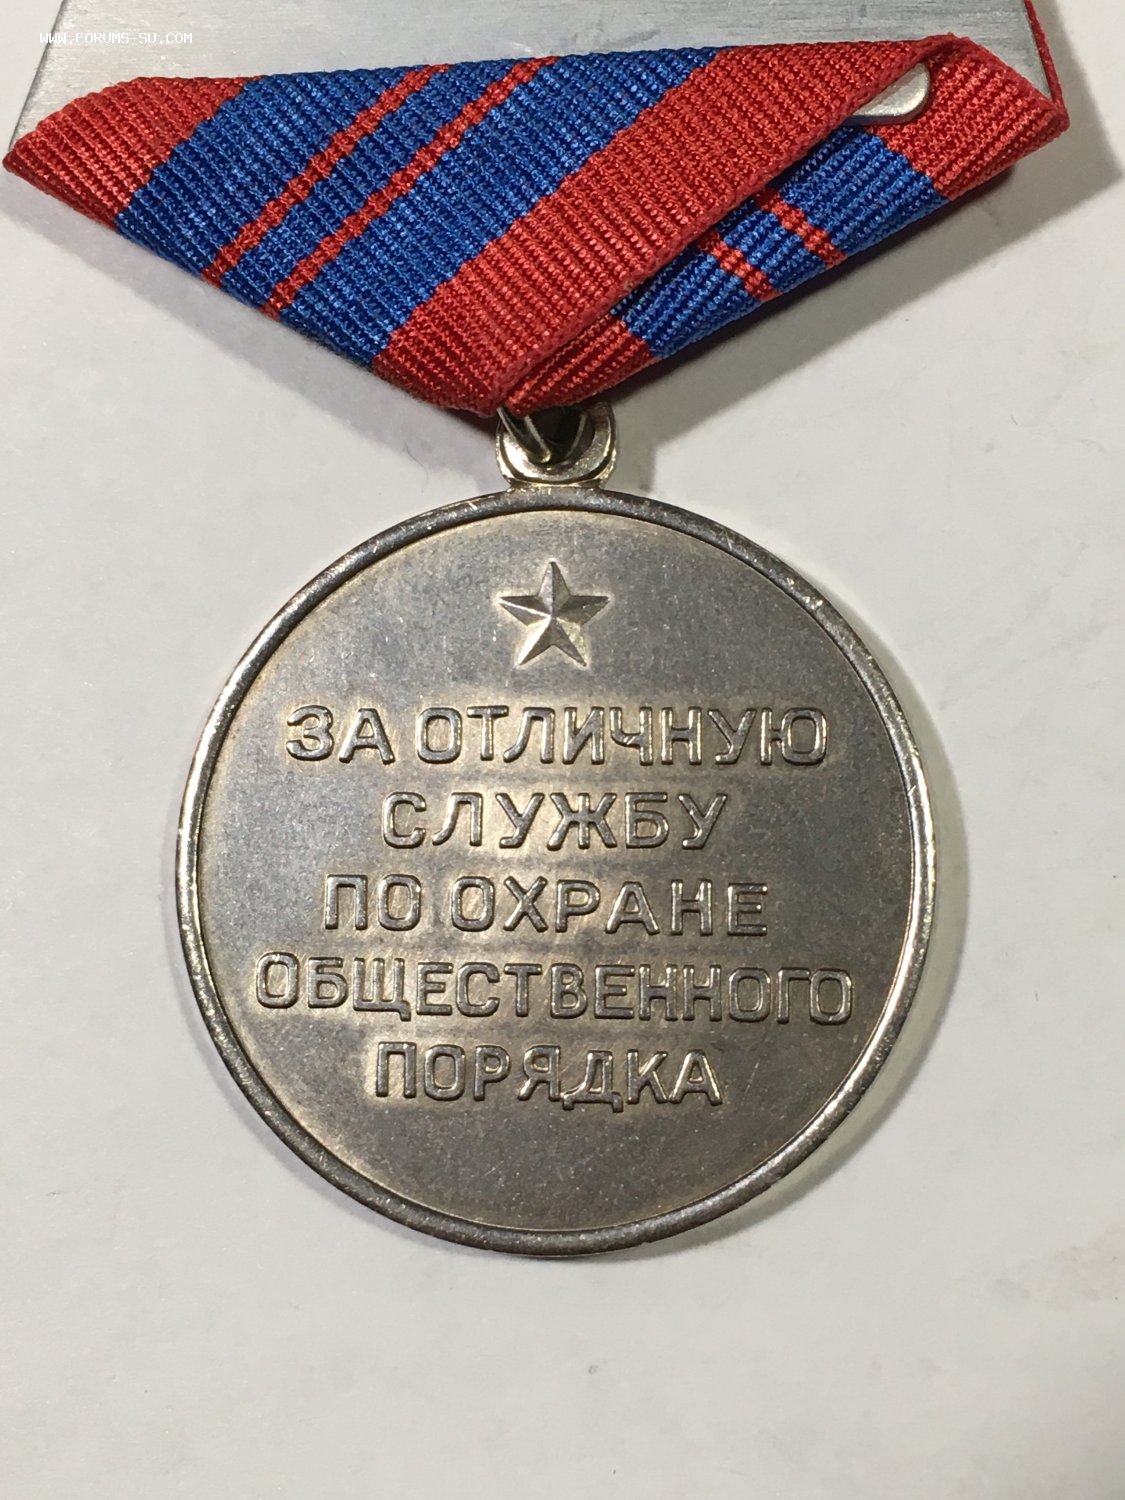 WWW.FORUMS-SU.COM
ЗА ОТЛИЧНУЮ
СЛУЖБУ
ПО ОХРАНЕ
ОБЩЕСТВЕННОГО
ПОРЯДКА